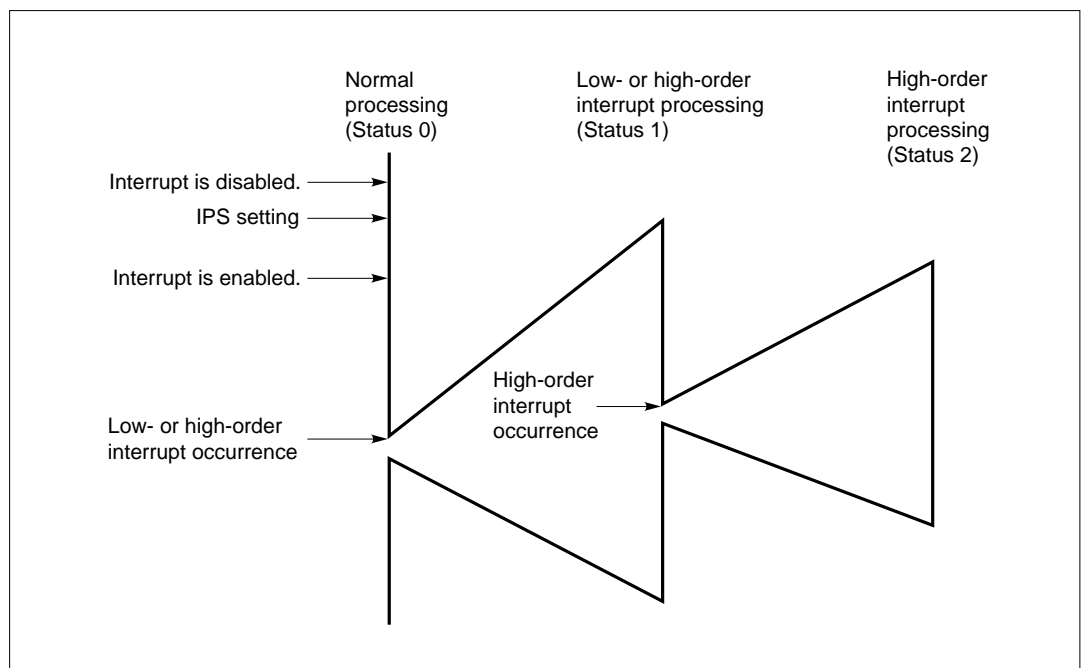 Normal
processing
(Status 0)
Low- or high-order
interrupt processing
(Status 1)
High-order
interrupt
processing
(Status 2)
Interrupt is disabled.
IPS setting
Interrupt is enabled.
High-order
interrupt
occurrence
Low- or high-order
interrupt occurrence